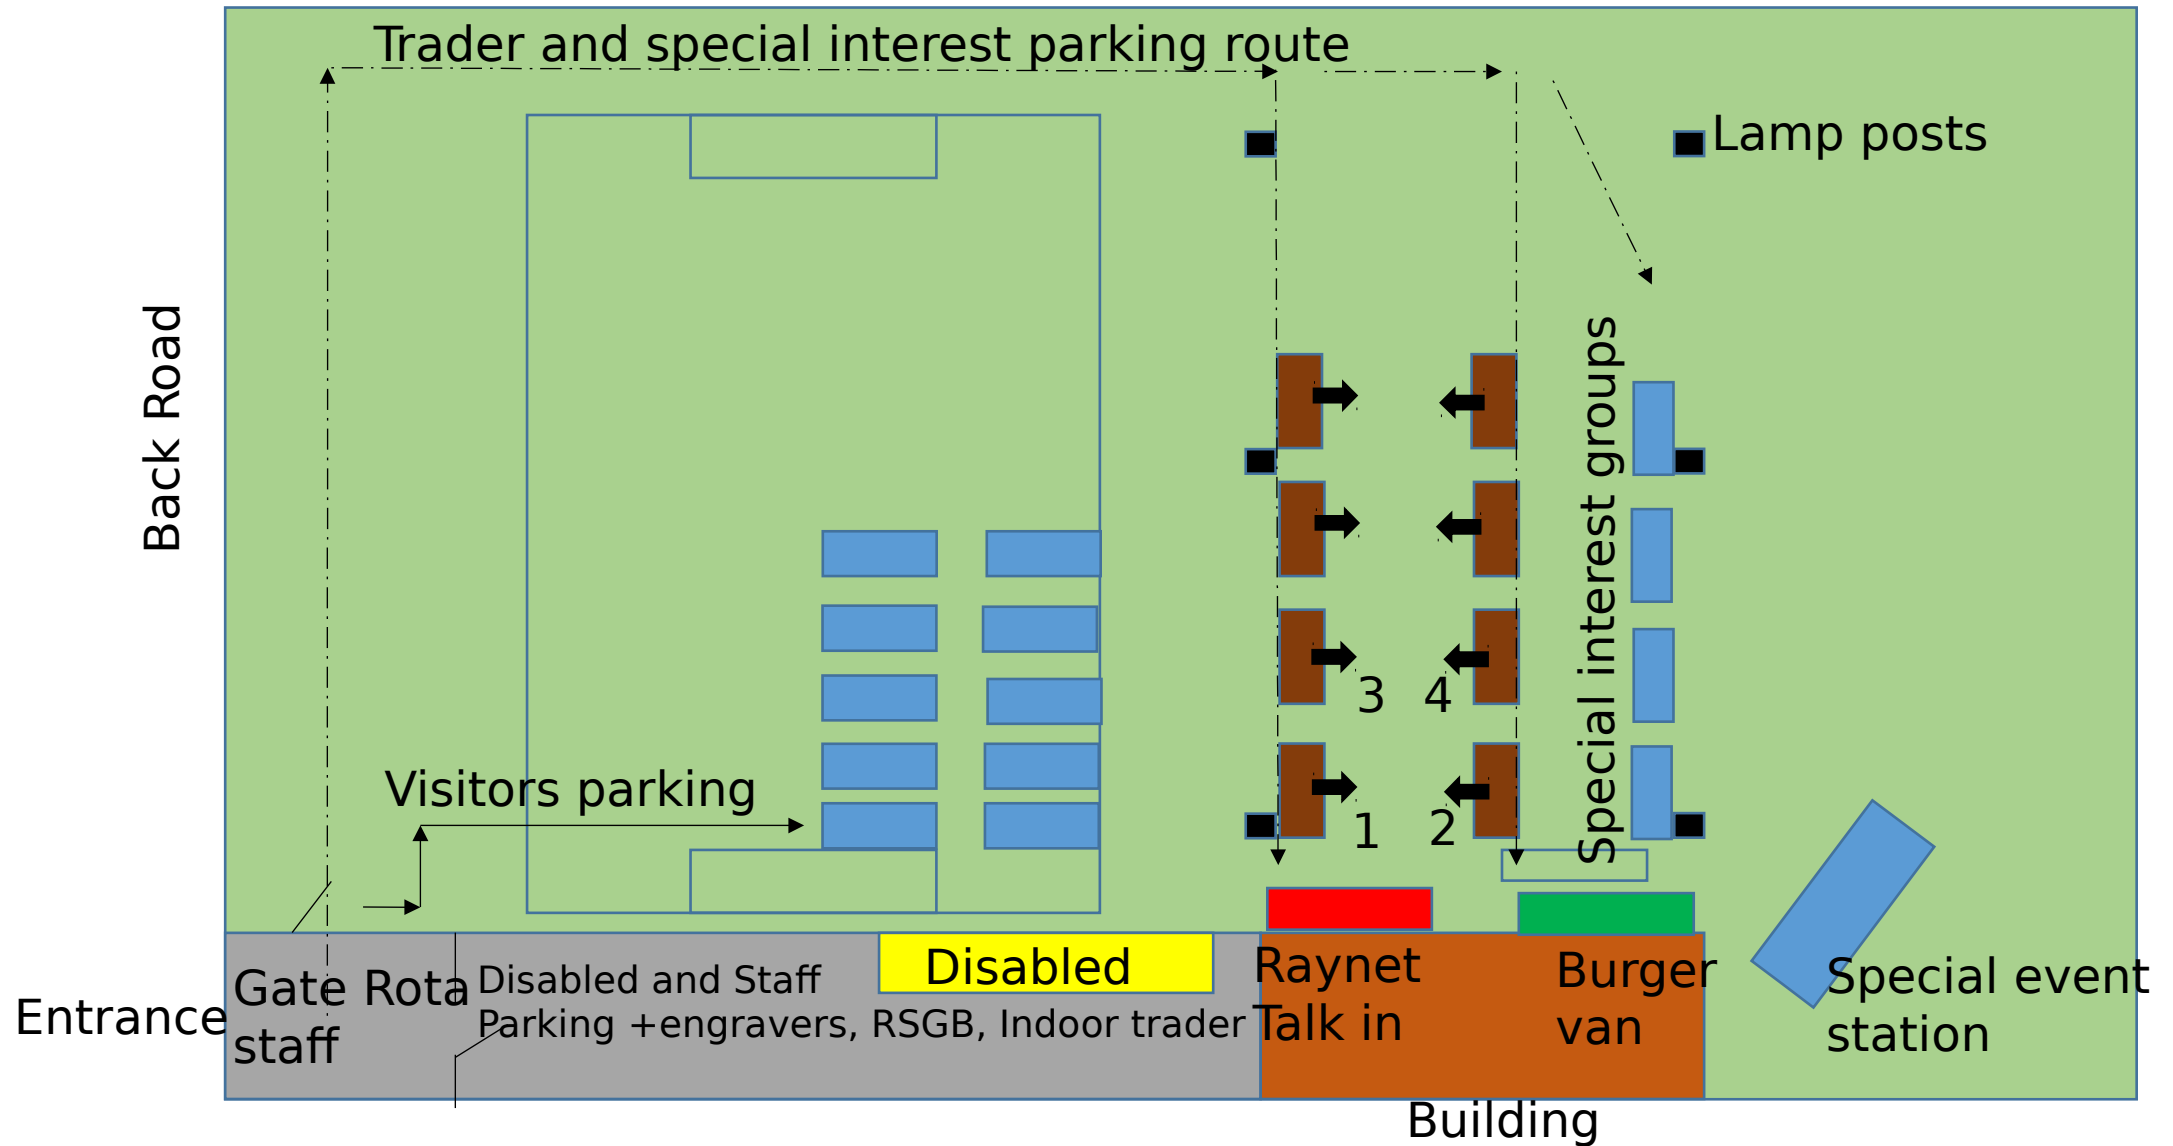 Trader and special interest parking route
Lamp posts
Back Road
Special interest groups
3
4
Visitors parking
1
2
Entrance
Gate Rota
staff
Disabled and Staff
Parking +engravers, RSGB, Indoor trader
Disabled
Raynet
Talk in
Burger
van
Special event
station
Building